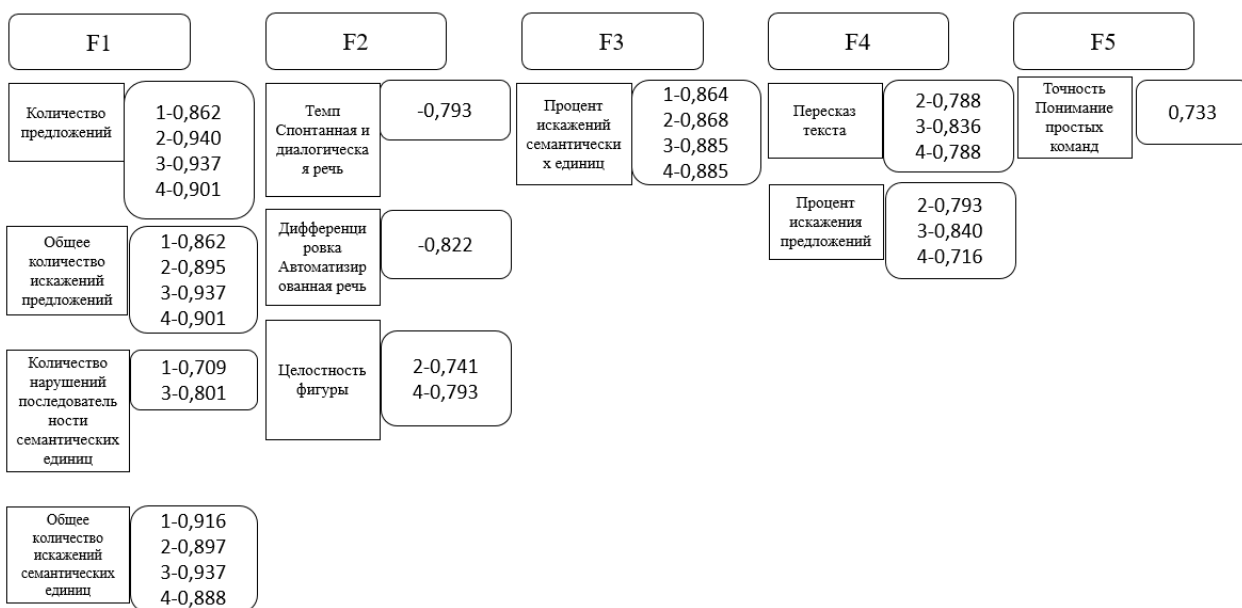 F1
Количество
предложений
1-0,862
2-0,940
3-0,937
4-0,901
Общее
количество
искажений
предложений
1-0,862
2-0,895
3-0,937
4-0,901
Количество
нарушений
последователь
ности
семантических
единиц
1-0,709
3-0,801
Общее
количество
искажений
семантических
единиц
1-0,916
2-0,897
3-0,937
4-0,888
F2
Темп
Спонтанная и
диалогическа
я речь
-0,793
Дифференци
ровка
Автоматизир
ованная речь
-0,822
Целостность
фигуры
2-0,741
4-0,793
F3
Процент
искажений
семантически
х единиц
1-0,864
2-0,868
3-0,885
4-0,885
F4
Пересказ
текста
2-0,788
3-0,836
4-0,788
Процент
искажения
предложений
2-0,793
3-0,840
4-0,716
F5
Точность
Понимание
простых
команд
0,733